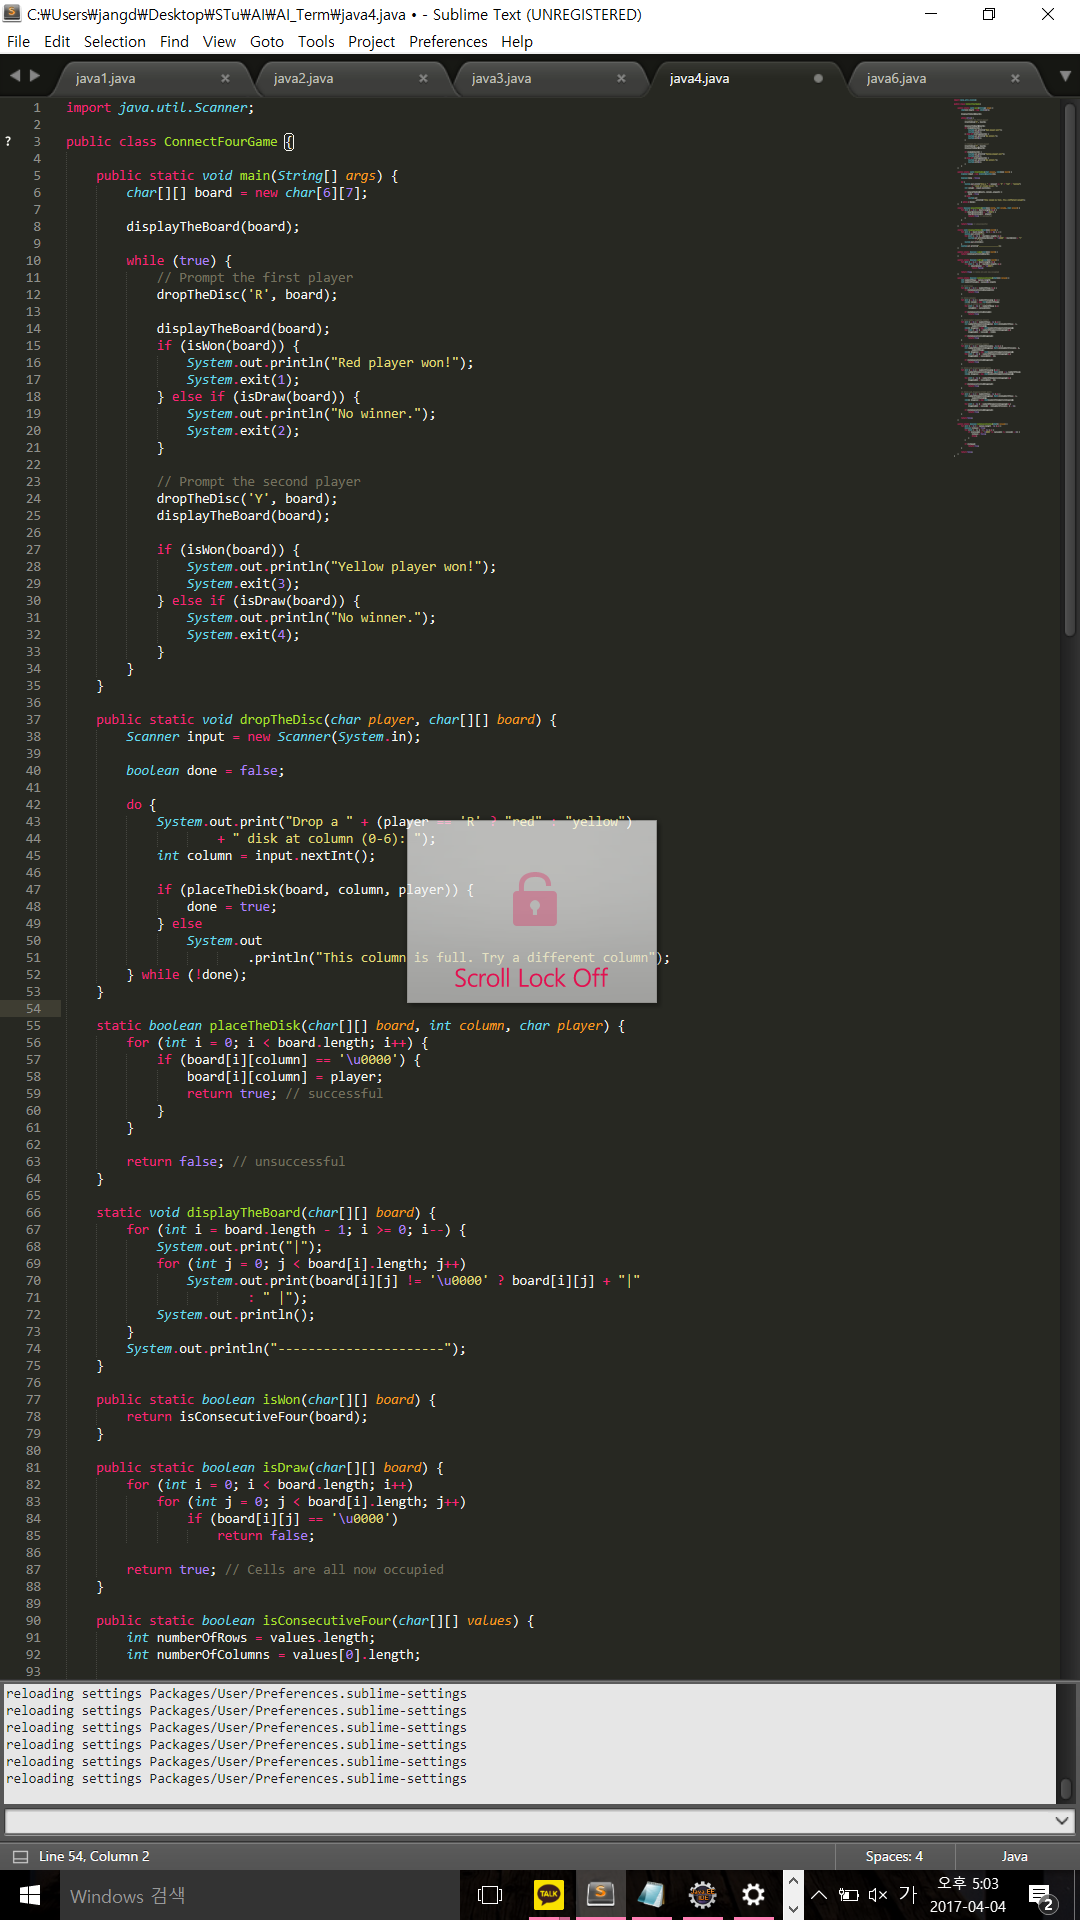 C:₩Users₩jangd₩Desktop₩STu₩AI₩AI_Term₩java4.java • - Sublime Text (UNREGISTERED)
File Edit Selection Find View Goto Tools Project Preferences Help
java1.java × java2.java × java3.java × java4.java java6.java ×
1 import java.util.Scanner;
2
? 3 public class ConnectFourGame {
4
5 public static void main(String[] args) {
6 char[][] board = new char[6][7];
7
8 displayTheBoard(board);
9
10 while (true) {
11 // Prompt the first player
12 dropTheDisc('R', board);
13
14 displayTheBoard(board);
15 if (isWon(board)) {
16 System.out.println("Red player won!");
17 System.exit(1);
18 } else if (isDraw(board)) {
19 System.out.println("No winner.");
20 System.exit(2);
21 }
22
23 // Prompt the second player
24 dropTheDisc('Y', board);
25 displayTheBoard(board);
26
27 if (isWon(board)) {
28 System.out.println("Yellow player won!");
29 System.exit(3);
30 } else if (isDraw(board)) {
31 System.out.println("No winner.");
32 System.exit(4);
33 }
34 }
35 }
36
37 public static void dropTheDisc(char player, char[][] board) {
38 Scanner input = new Scanner(System.in);
39
40 boolean done = false;
41
42 do {
43 System.out.print("Drop a " + (player == 'R' ? "red" : "yellow")
44 + " disk at column (0-6): ");
45 int column = input.nextInt();
46
47 if (placeTheDisk(board, column, player)) {
48 done = true;
49 } else
50 System.out
51 .println("This column is full. Try a different column");
52 } while (!done);
Scroll Lock Off
53 }
54
55 static boolean placeTheDisk(char[][] board, int column, char player) {
56 for (int i = 0; i < board.length; i++) {
57 if (board[i][column] == '\u0000') {
58 board[i][column] = player;
59 return true; // successful
60 }
61 }
62
63 return false; // unsuccessful
64 }
65
66 static void displayTheBoard(char[][] board) {
67 for (int i = board.length - 1; i >= 0; i--) {
68 System.out.print("|");
69 for (int j = 0; j < board[i].length; j++)
70 System.out.print(board[i][j] != '\u0000' ? board[i][j] + "|"
71 : " |");
72 System.out.println();
73 }
74 System.out.println("----------------------");
75 }
76
77 public static boolean isWon(char[][] board) {
78 return isConsecutiveFour(board);
79 }
80
81 public static boolean isDraw(char[][] board) {
82 for (int i = 0; i < board.length; i++)
83 for (int j = 0; j < board[i].length; j++)
84 if (board[i][j] == '\u0000')
85 return false;
86
87 return true; // Cells are all now occupied
88 }
89
90 public static boolean isConsecutiveFour(char[][] values) {
91 int numberOfRows = values.length;
92 int numberOfColumns = values[0].length;
93
reloading settings Packages/User/Preferences.sublime-settings
reloading settings Packages/User/Preferences.sublime-settings
reloading settings Packages/User/Preferences.sublime-settings
reloading settings Packages/User/Preferences.sublime-settings
reloading settings Packages/User/Preferences.sublime-settings
reloading settings Packages/User/Preferences.sublime-settings
Line 54, Column 2 Spaces: 4 Java
Windows 검색 TALK 가 오후 5:03
2017-04-04 2